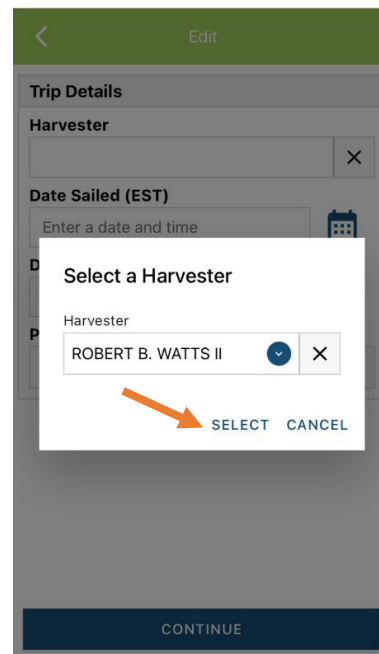 Edit
Trip Details
Harvester
Date Sailed (EST)
Enter a date and time
D
P
Select a Harvester
Harvester
ROBERT B. WATTS II
SELECT CANCEL
CONTINUE